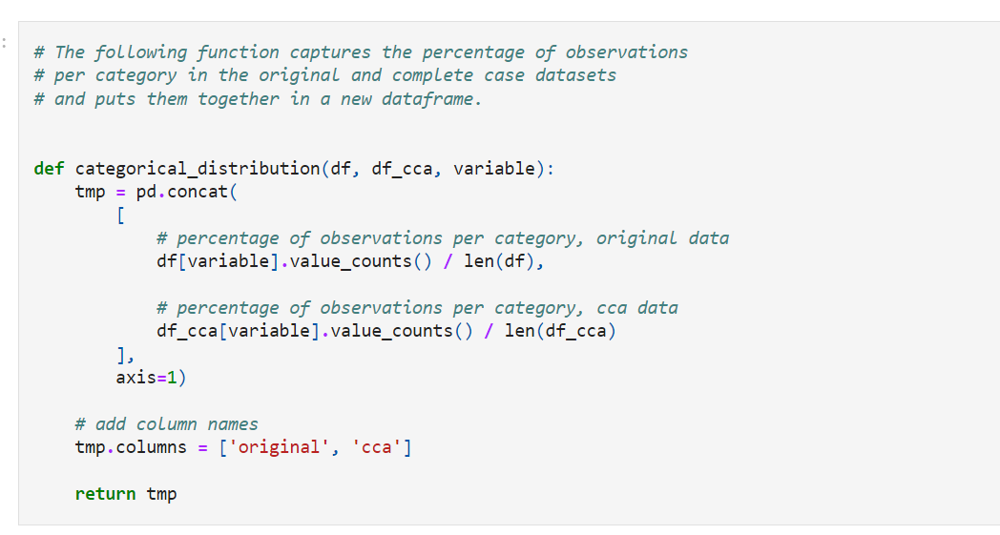 :
# The following function captures the percentage of observations
# per category in the original and complete case datasets
# and puts them together in a new dataframe.
def categorical_distribution(df, df_cca, variable):
    tmp = pd.concat(
        [
            # percentage of observations per category, original data
            df[variable].value_counts() / len(df),
            # percentage of observations per category, cca data
            df_cca[variable].value_counts() / len(df_cca)
        ],
        axis=1)
    # add column names
    tmp.columns = ['original', 'cca']
    return tmp